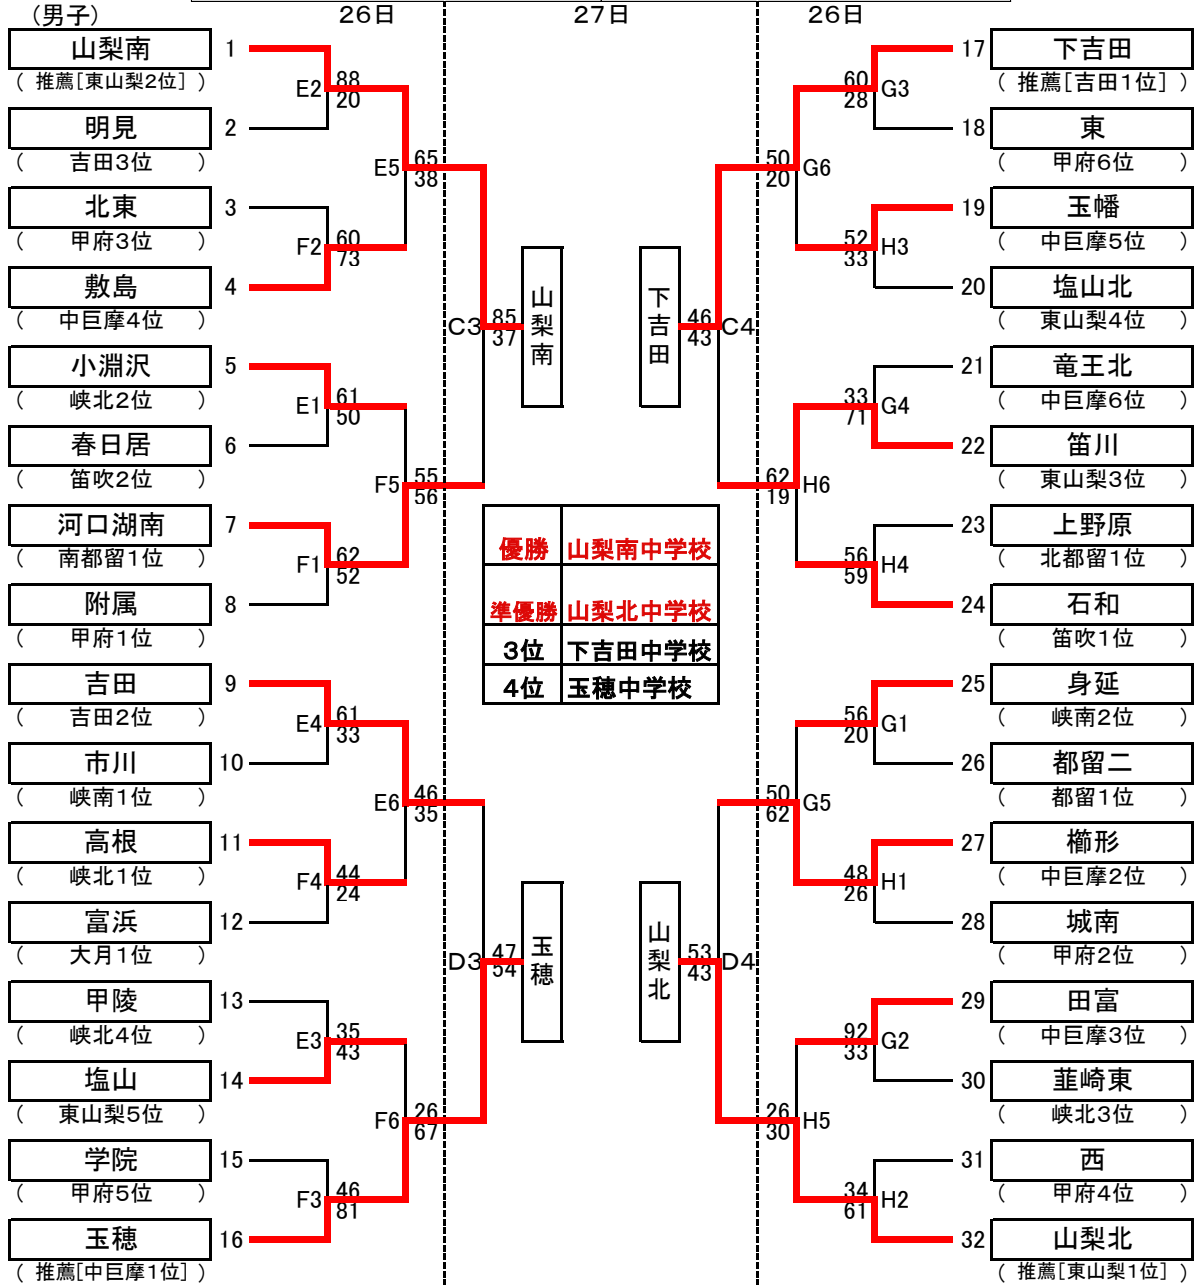 (男子)
26日
27日
26日
山梨南 1
( 推薦[東山梨2位] )
E2 88
20
明見 2
( 吉田3位 )
E5 65
38
北東 3
( 甲府3位 )
F2 60
73
敷島 4
( 中巨摩4位 )
C3 85
37
山梨南
小淵沢 5
( 峡北2位 )
E1 61
50
春日居 6
( 笛吹2位 )
F5 55
56
河口湖南 7
( 南都留1位 )
F1 62
52
附属 8
( 甲府1位 )
吉田 9
( 吉田2位 )
E4 61
33
市川 10
( 峡南1位 )
E6 46
35
高根 11
( 峡北1位 )
F4 44
24
富浜 12
( 大月1位 )
D3 47
54
玉穂
甲陵 13
( 峡北4位 )
E3 35
43
塩山 14
( 東山梨5位 )
F6 26
67
学院 15
( 甲府5位 )
F3 46
81
玉穂 16
( 推薦[中巨摩1位] )
優勝 山梨南中学校
準優勝 山梨北中学校
3位 下吉田中学校
4位 玉穂中学校
17 下吉田
( 推薦[吉田1位] )
60 G3
28
18 東
( 甲府6位 )
50 G6
20
19 玉幡
( 中巨摩5位 )
52 H3
33
20 塩山北
( 東山梨4位 )
下吉田
46 C4
43
21 竜王北
( 中巨摩6位 )
33 G4
71
22 笛川
( 東山梨3位 )
62 H6
19
23 上野原
( 北都留1位 )
56 H4
59
24 石和
( 笛吹1位 )
25 身延
( 峡南2位 )
56 G1
20
26 都留二
( 都留1位 )
50 G5
62
27 櫛形
( 中巨摩2位 )
48 H1
26
28 城南
( 甲府2位 )
山梨北
53 D4
43
29 田富
( 中巨摩3位 )
92 G2
33
30 韮崎東
( 峡北3位 )
26 H5
30
31 西
( 甲府4位 )
34 H2
61
32 山梨北
( 推薦[東山梨1位] )